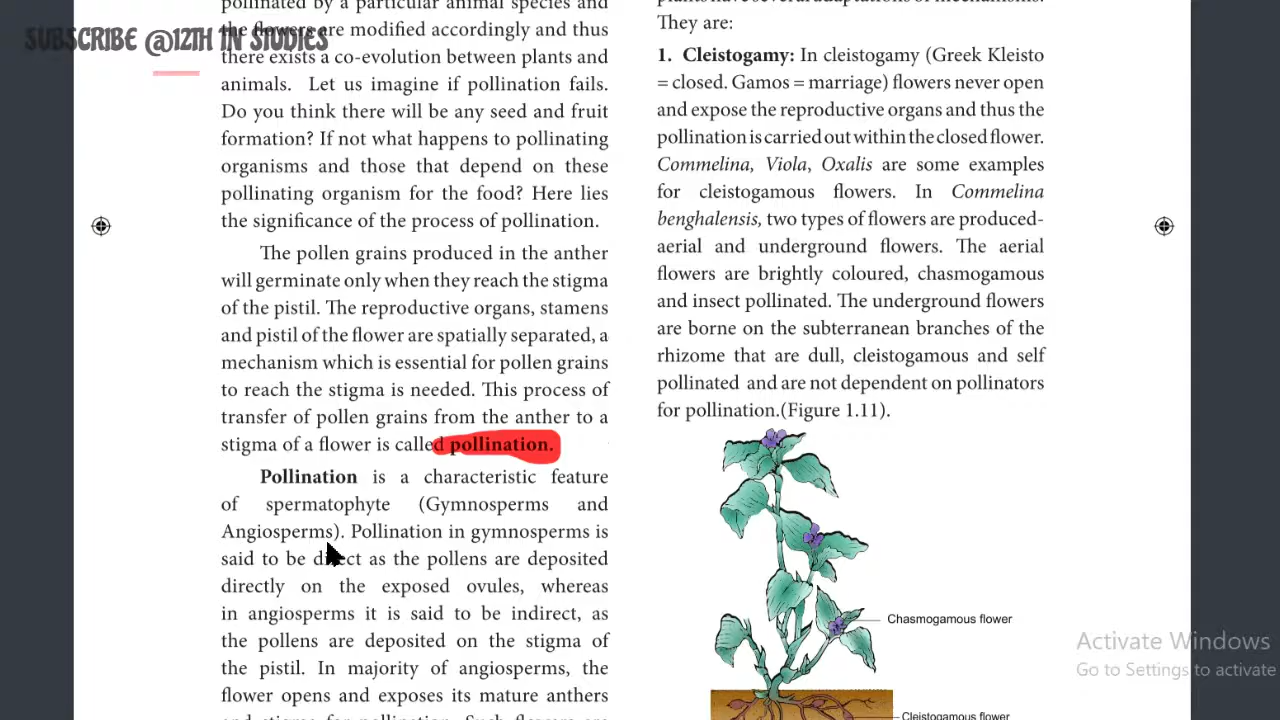 SUBSCRIBE @12TH IN STUDIES
pollinated by a particular animal species and
the flowers are modified accordingly and thus
there exists a co-evolution between plants and
animals. Let us imagine if pollination fails.
Do you think there will be any seed and fruit
formation? If not what happens to pollinating
organisms and those that depend on these
pollinating organism for the food? Here lies
the significance of the process of pollination.
The pollen grains produced in the anther
will germinate only when they reach the stigma
of the pistil. The reproductive organs, stamens
and pistil of the flower are spatially separated, a
mechanism which is essential for pollen grains
to reach the stigma is needed. This process of
transfer of pollen grains from the anther to a
stigma of a flower is called pollination.
Pollination is a characteristic feature
of spermatophyte (Gymnosperms and
Angiosperms). Pollination in gymnosperms is
said to be direct as the pollens are deposited
directly on the exposed ovules, whereas
in angiosperms it is said to be indirect, as
the pollens are deposited on the stigma of
the pistil. In majority of angiosperms, the
flower opens and exposes its mature anthers
and stigma for pollination. Such flowers are
plants have several adaptations or mechanisms.
They are:
1. Cleistogamy: In cleistogamy (Greek Kleisto
= closed. Gamos = marriage) flowers never open
and expose the reproductive organs and thus the
pollination is carried out within the closed flower.
Commelina, Viola, Oxalis are some examples
for cleistogamous flowers. In Commelina
benghalensis, two types of flowers are produced-
aerial and underground flowers. The aerial
flowers are brightly coloured, chasmogamous
and insect pollinated. The underground flowers
are borne on the subterranean branches of the
rhizome that are dull, cleistogamous and self
pollinated and are not dependent on pollinators
for pollination.(Figure 1.11).
Chasmogamous flower
Cleistogamous flower
Activate Windows
Go to Settings to activate